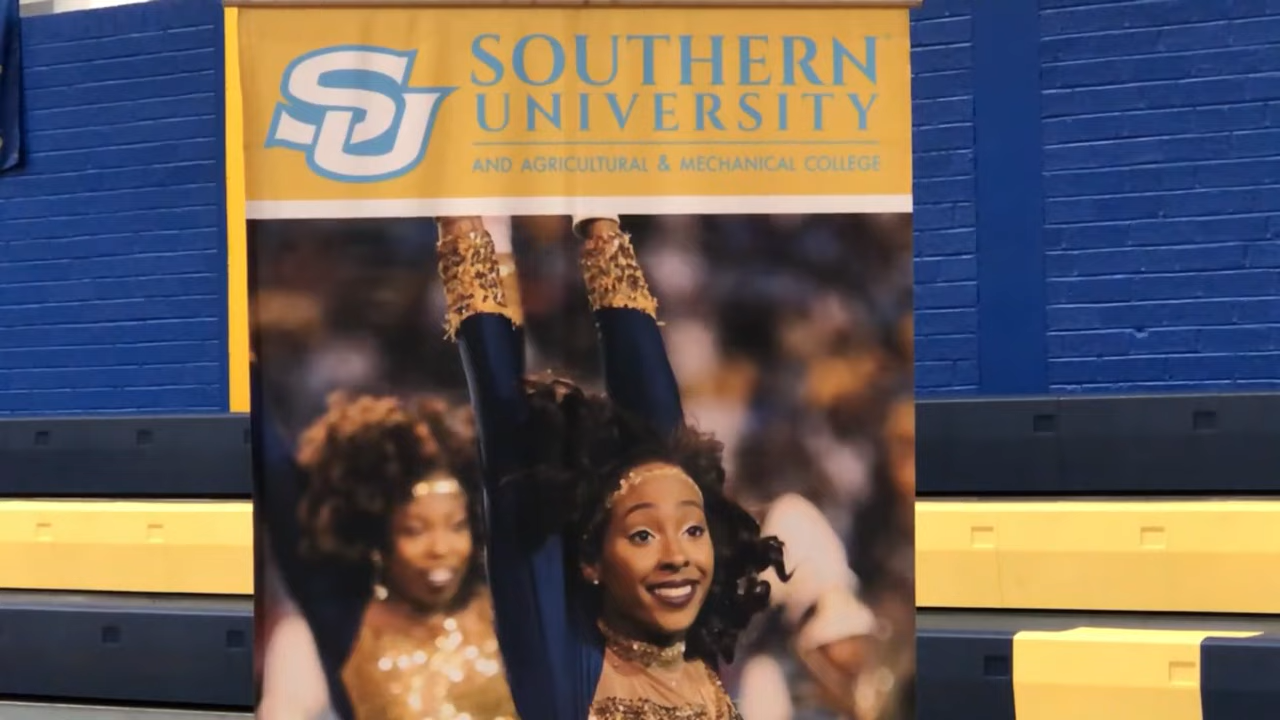 SU
SOUTHERN
UNIVERSITY
AND AGRICULTURAL & MECHANICAL COLLEGE